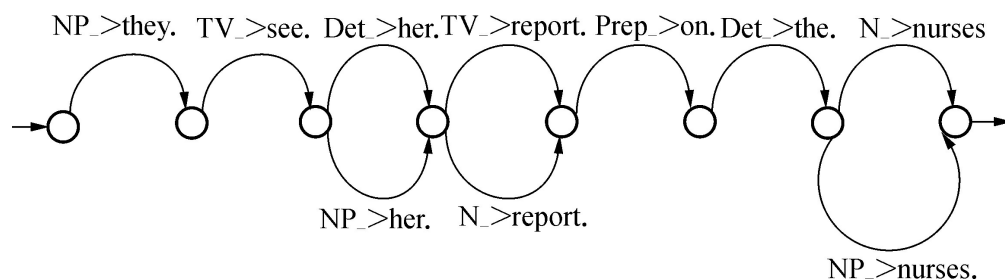 NP_>they. TV_>see. Det_>her. TV_>report. Prep_>on. Det_>the. N_>nurses
NP_>her. N_>report.
NP_>nurses.